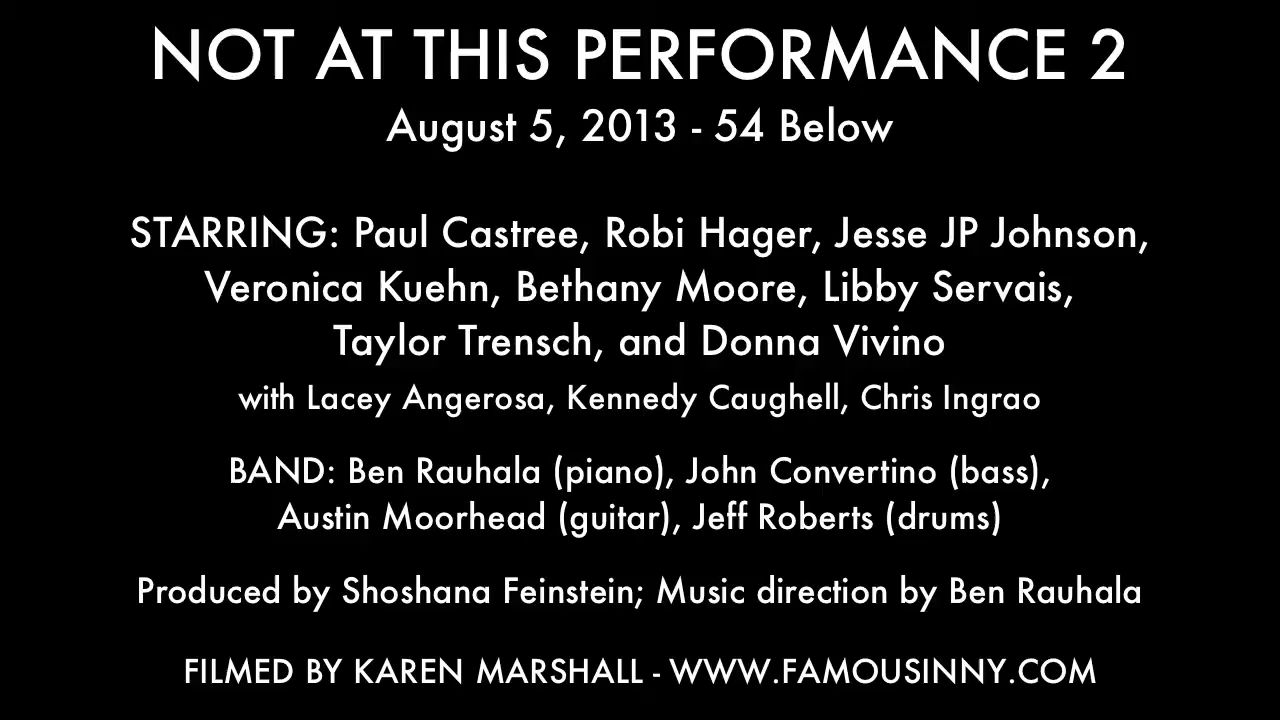 NOT AT THIS PERFORMANCE 2
August 5, 2013 - 54 Below
STARRING: Paul Castree, Robi Hager, Jesse JP Johnson,
Veronica Kuehn, Bethany Moore, Libby Servais,
Taylor Trensch, and Donna Vivino
with Lacey Angerosa, Kennedy Caughell, Chris Ingrao
BAND: Ben Rauhala (piano), John Convertino (bass),
Austin Moorhead (guitar), Jeff Roberts (drums)
Produced by Shoshana Feinstein; Music direction by Ben Rauhala
FILMED BY KAREN MARSHALL - WWW.FAMOUSINNY.COM